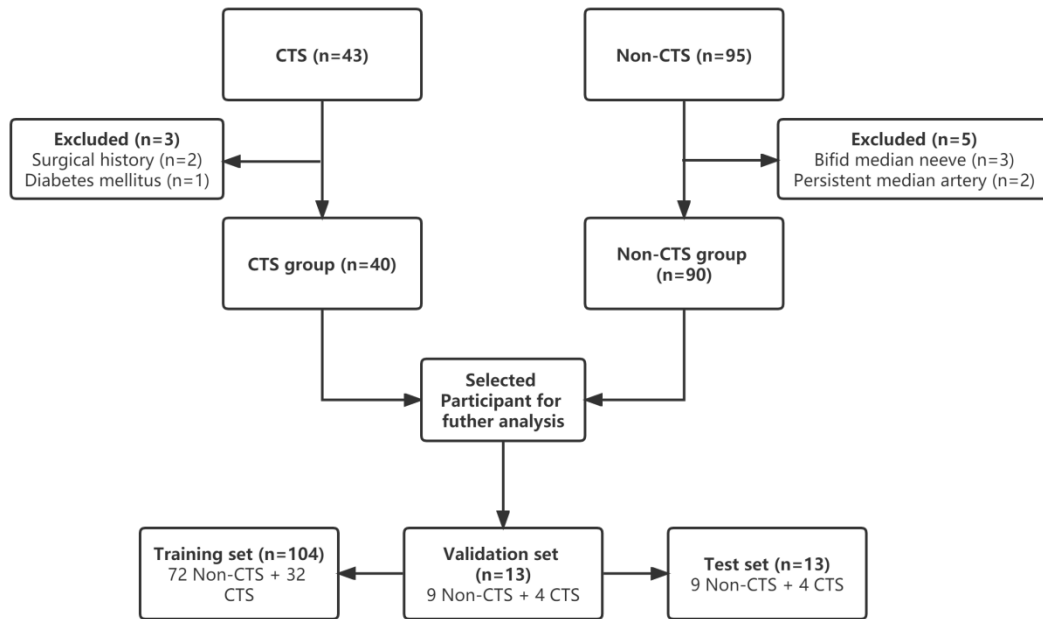 CTS (n=43)
Non-CTS (n=95)
Excluded (n=3)
Surgical history (n=2)
Diabetes mellitus (n=1)
Excluded (n=5)
Bifid median neeve (n=3)
Persistent median artery (n=2)
CTS group (n=40)
Non-CTS group
(n=90)
Selected
Participant for
futher analysis
Training set (n=104)
72 Non-CTS + 32
CTS
Validation set
(n=13)
9 Non-CTS + 4 CTS
Test set (n=13)
9 Non-CTS + 4 CTS